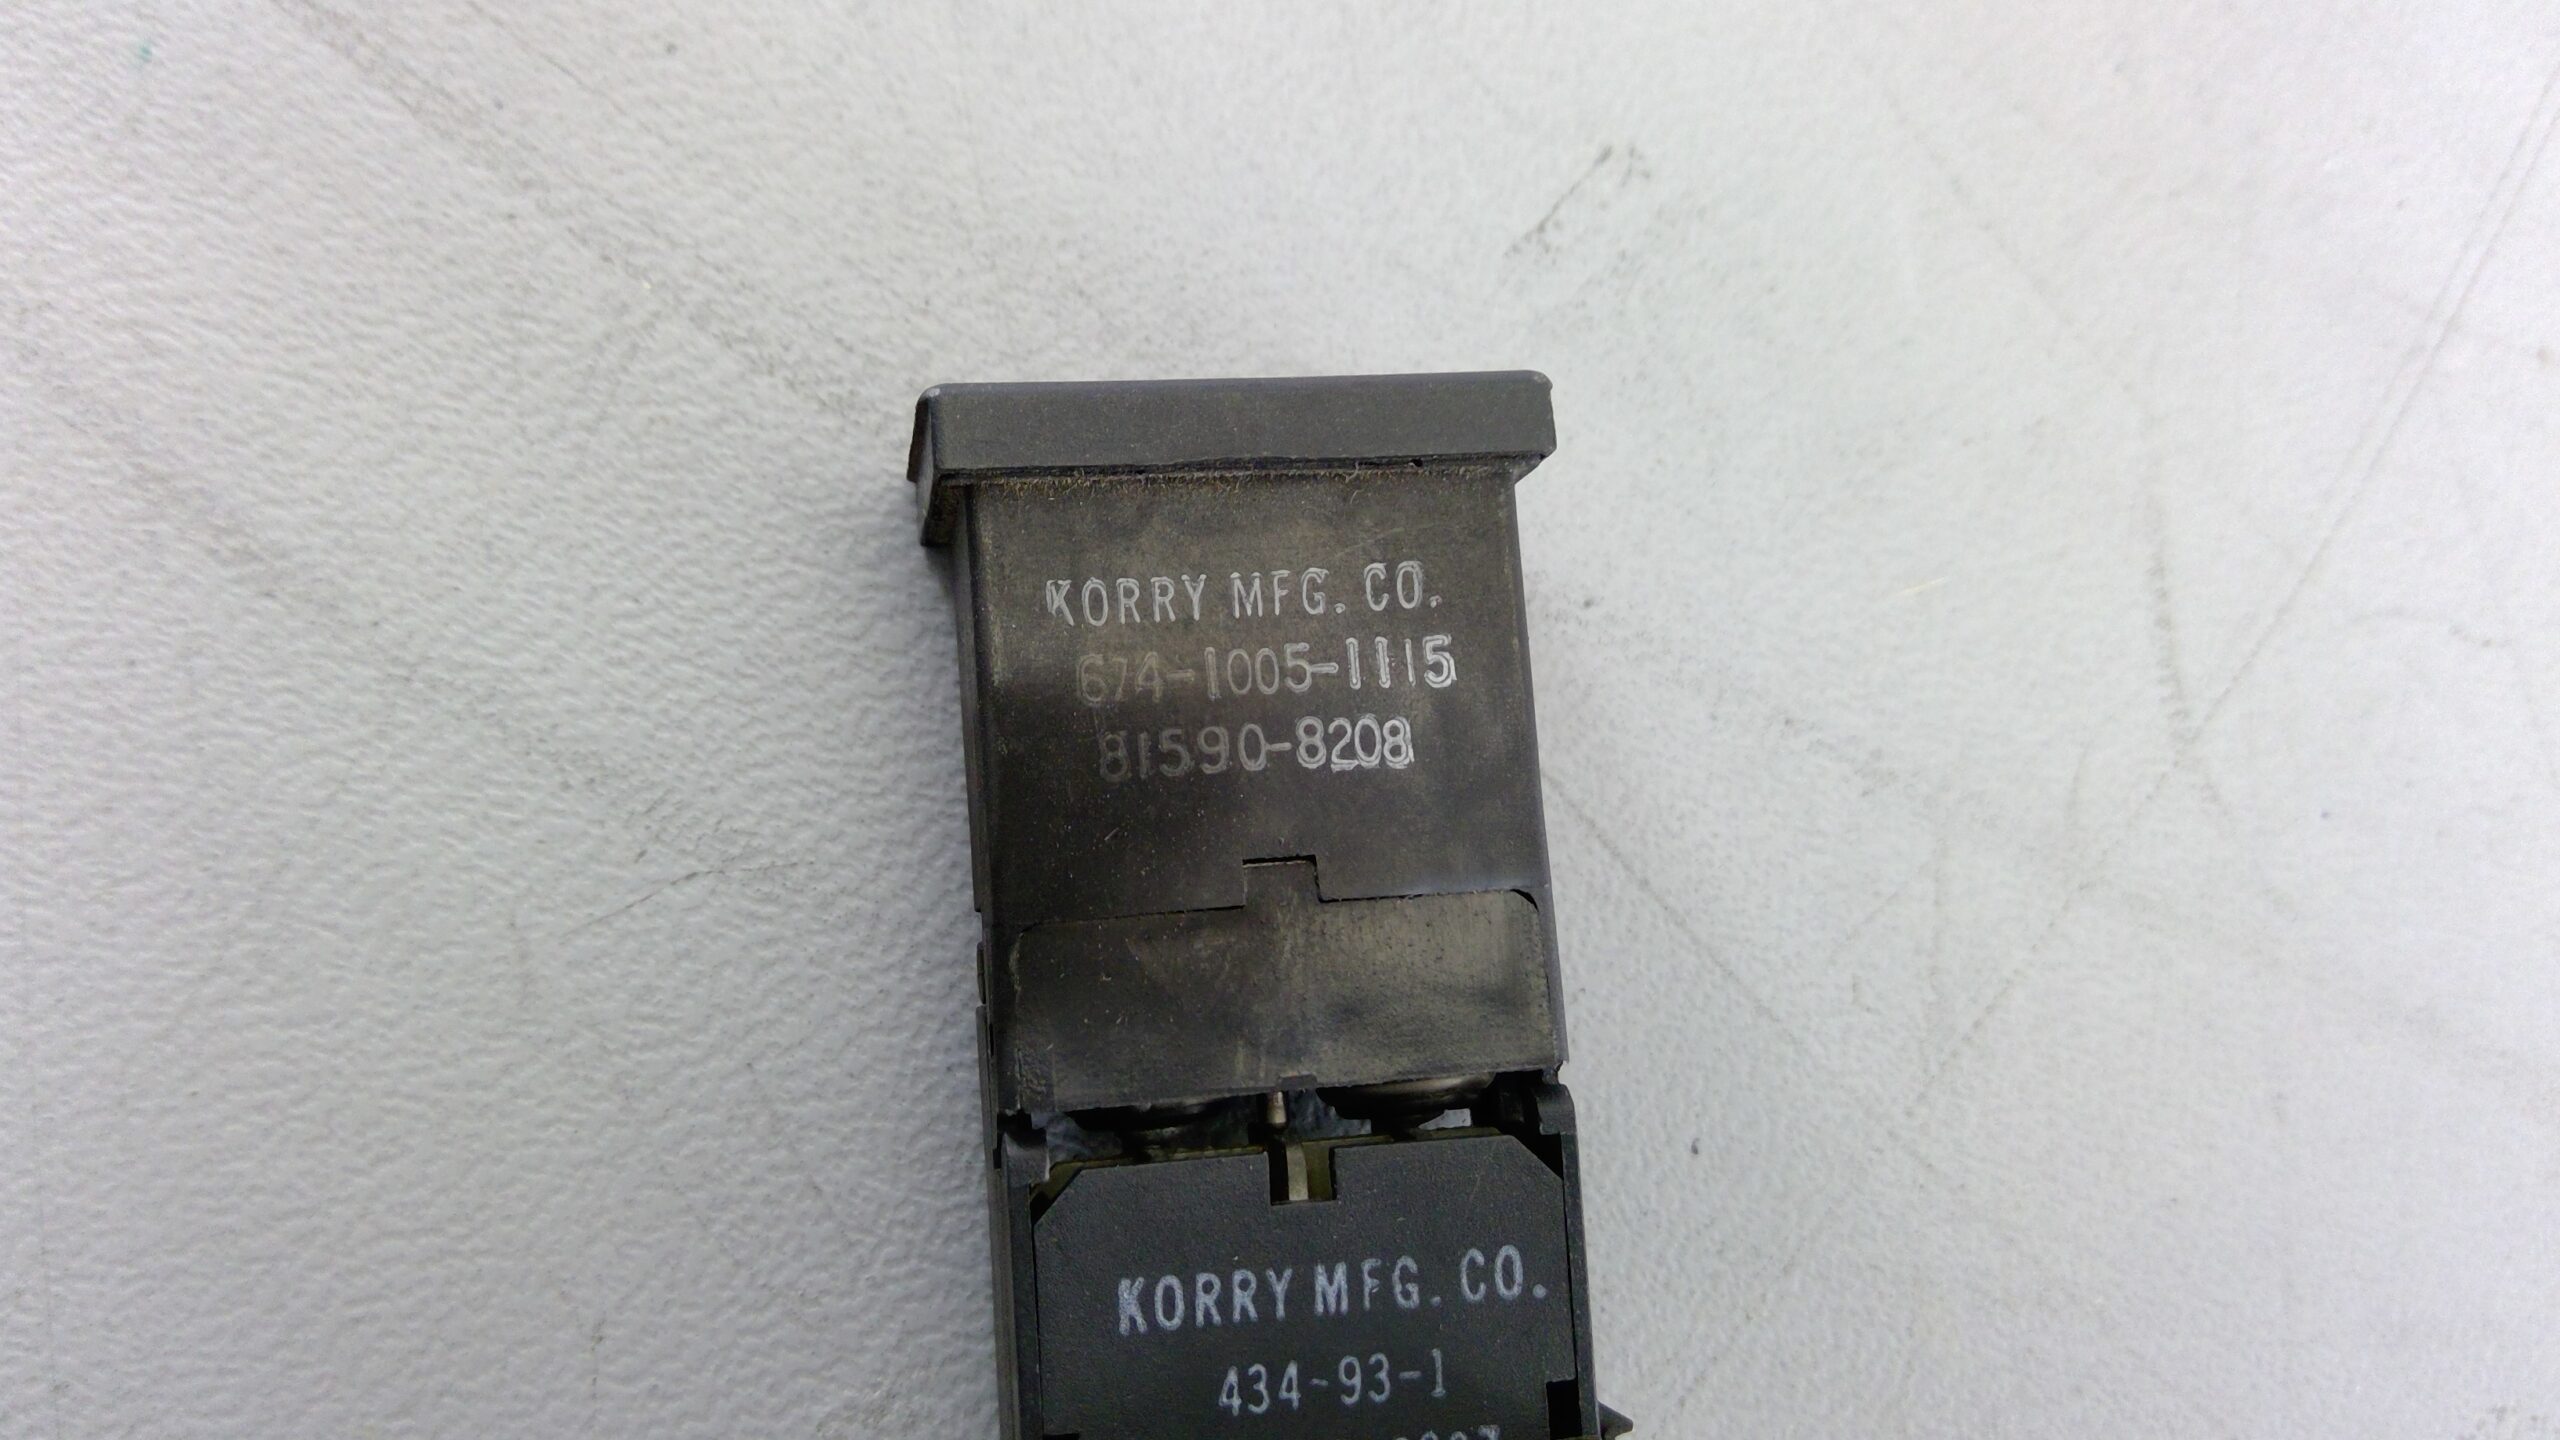 KORRY MFG. CO.
674-1005-1115
81590-8208
KORRY MFG. CO.
434-93-1